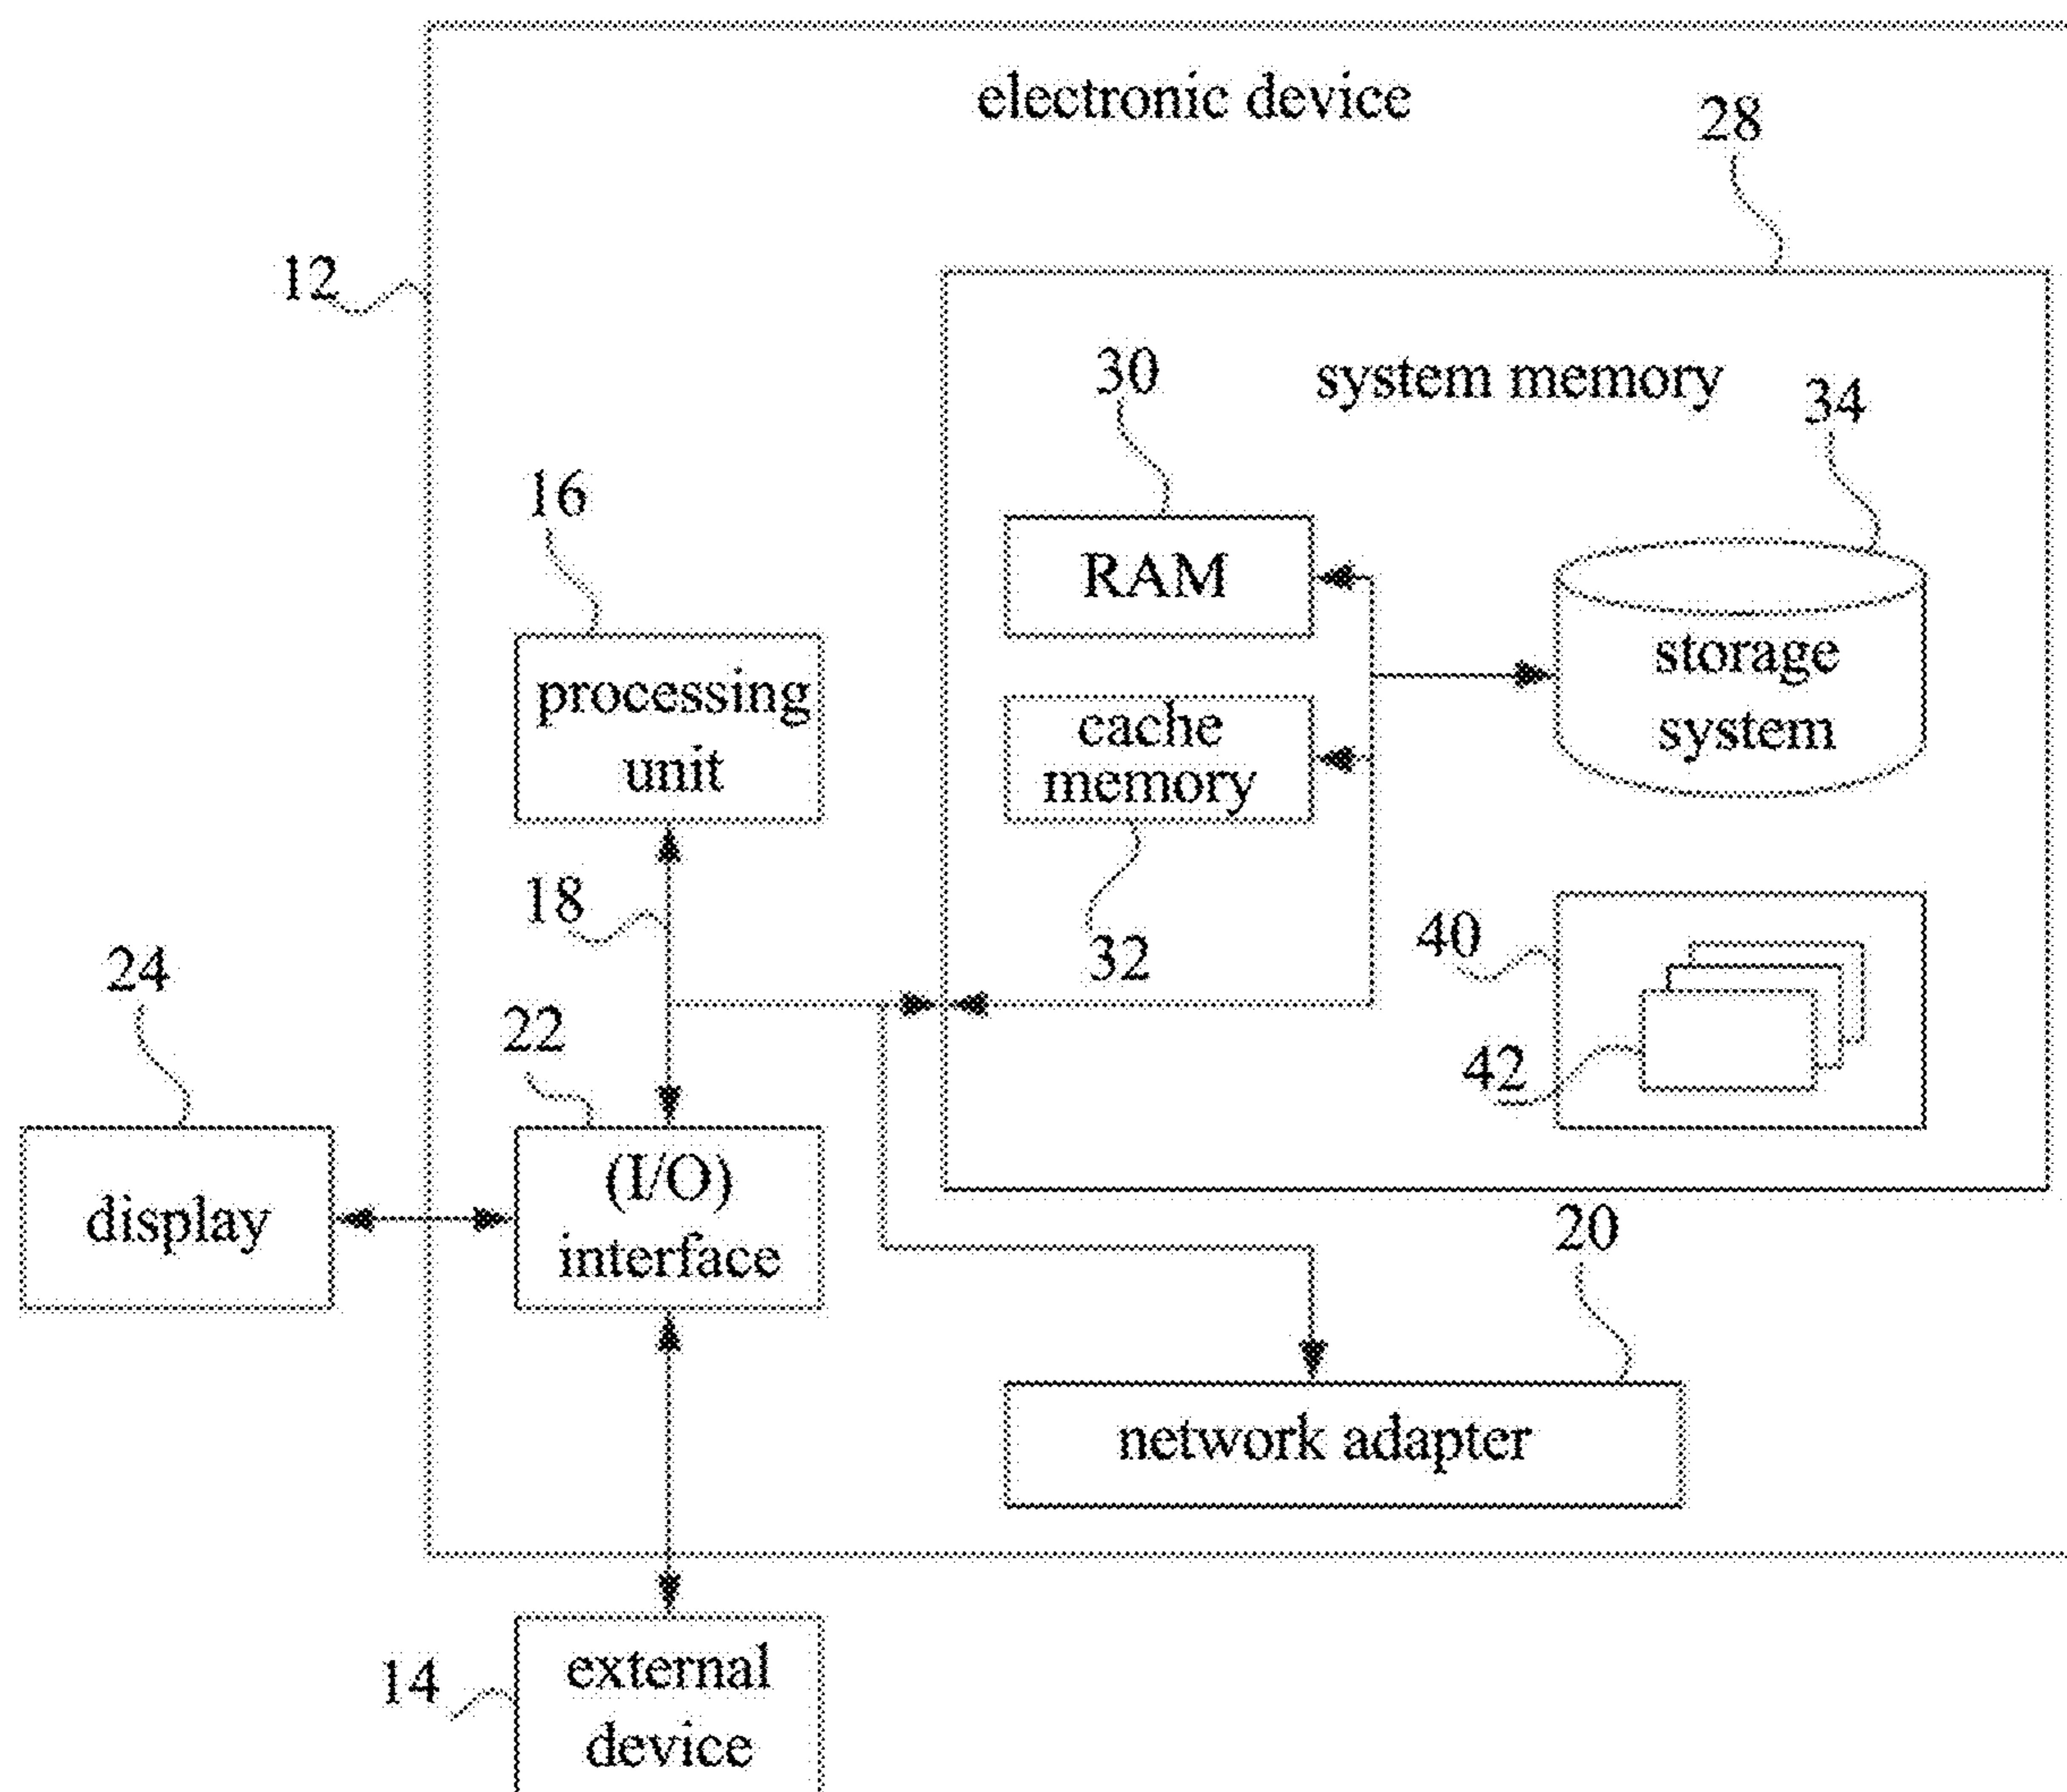 electronic device
28
12
30
system memory
34
16
RAM
processing
unit
storage
system
cache
memory
18
32
40
24
22
42
display
(I/O)
interface
20
network adapter
14
external
device